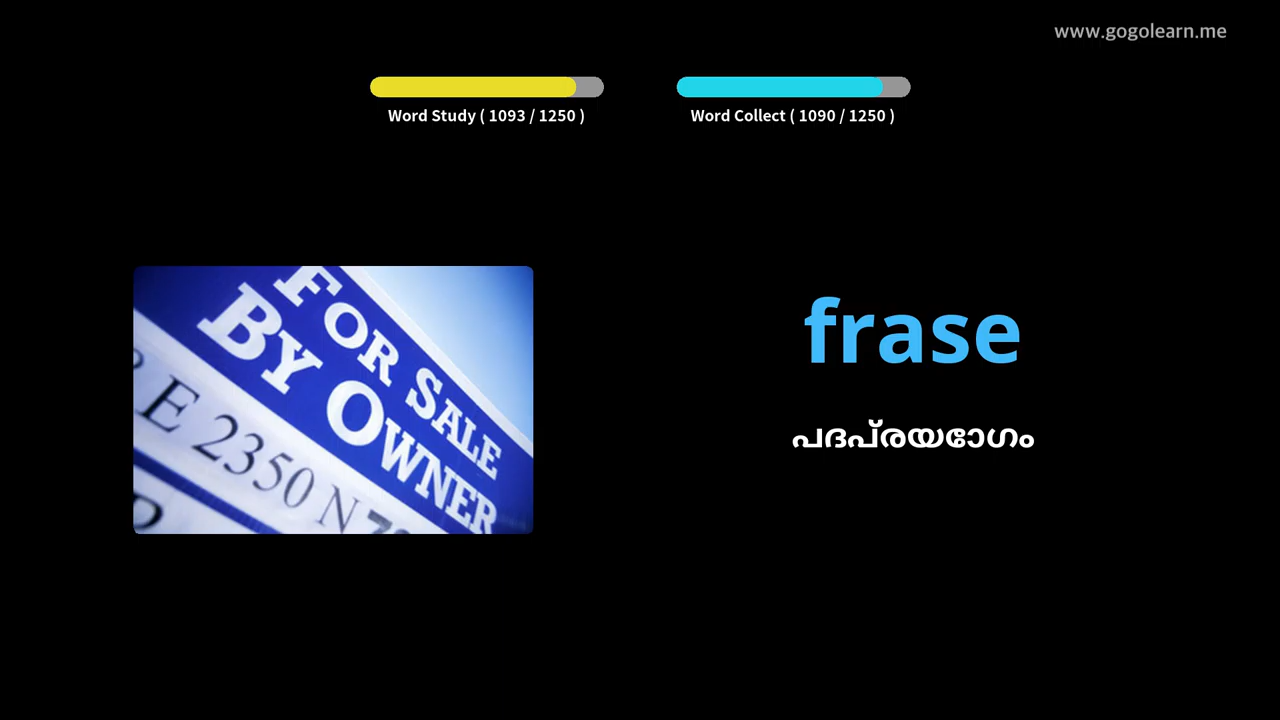 www.gogolearn.me
Word Study ( 1093 / 1250 )
Word Collect ( 1090 / 1250 )
FOR SALE
BY OWNER
E 2350 N
frase
പദപ്രയോഗം